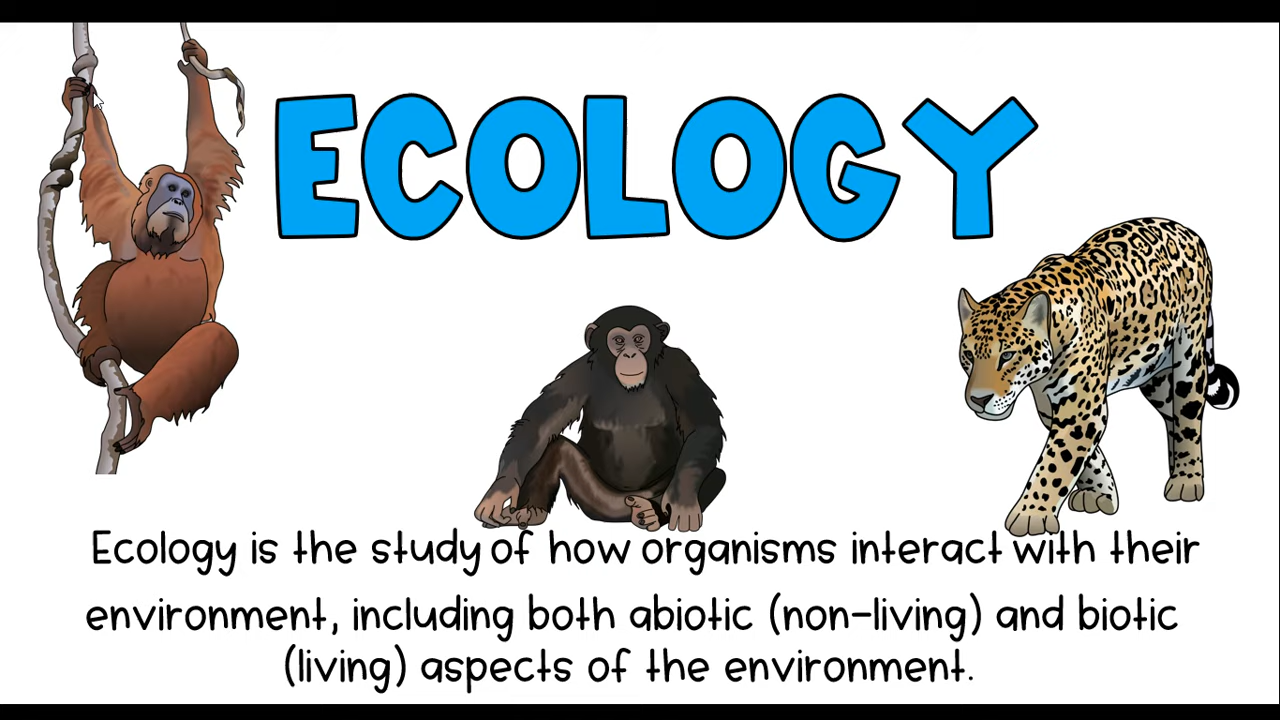 ECOLOGY
Ecology is the study of how organisms interact with their
environment, including both abiotic (non-living) and biotic
(living) aspects of the environment.